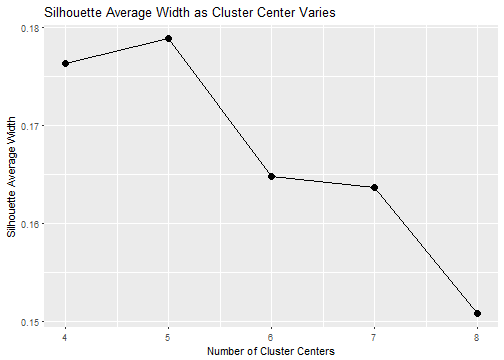 Silhouette Average Width as Cluster Center Varies
Silhouette Average Width
0.18
0.17
0.16
0.15
4 5 6 7 8
Number of Cluster Centers